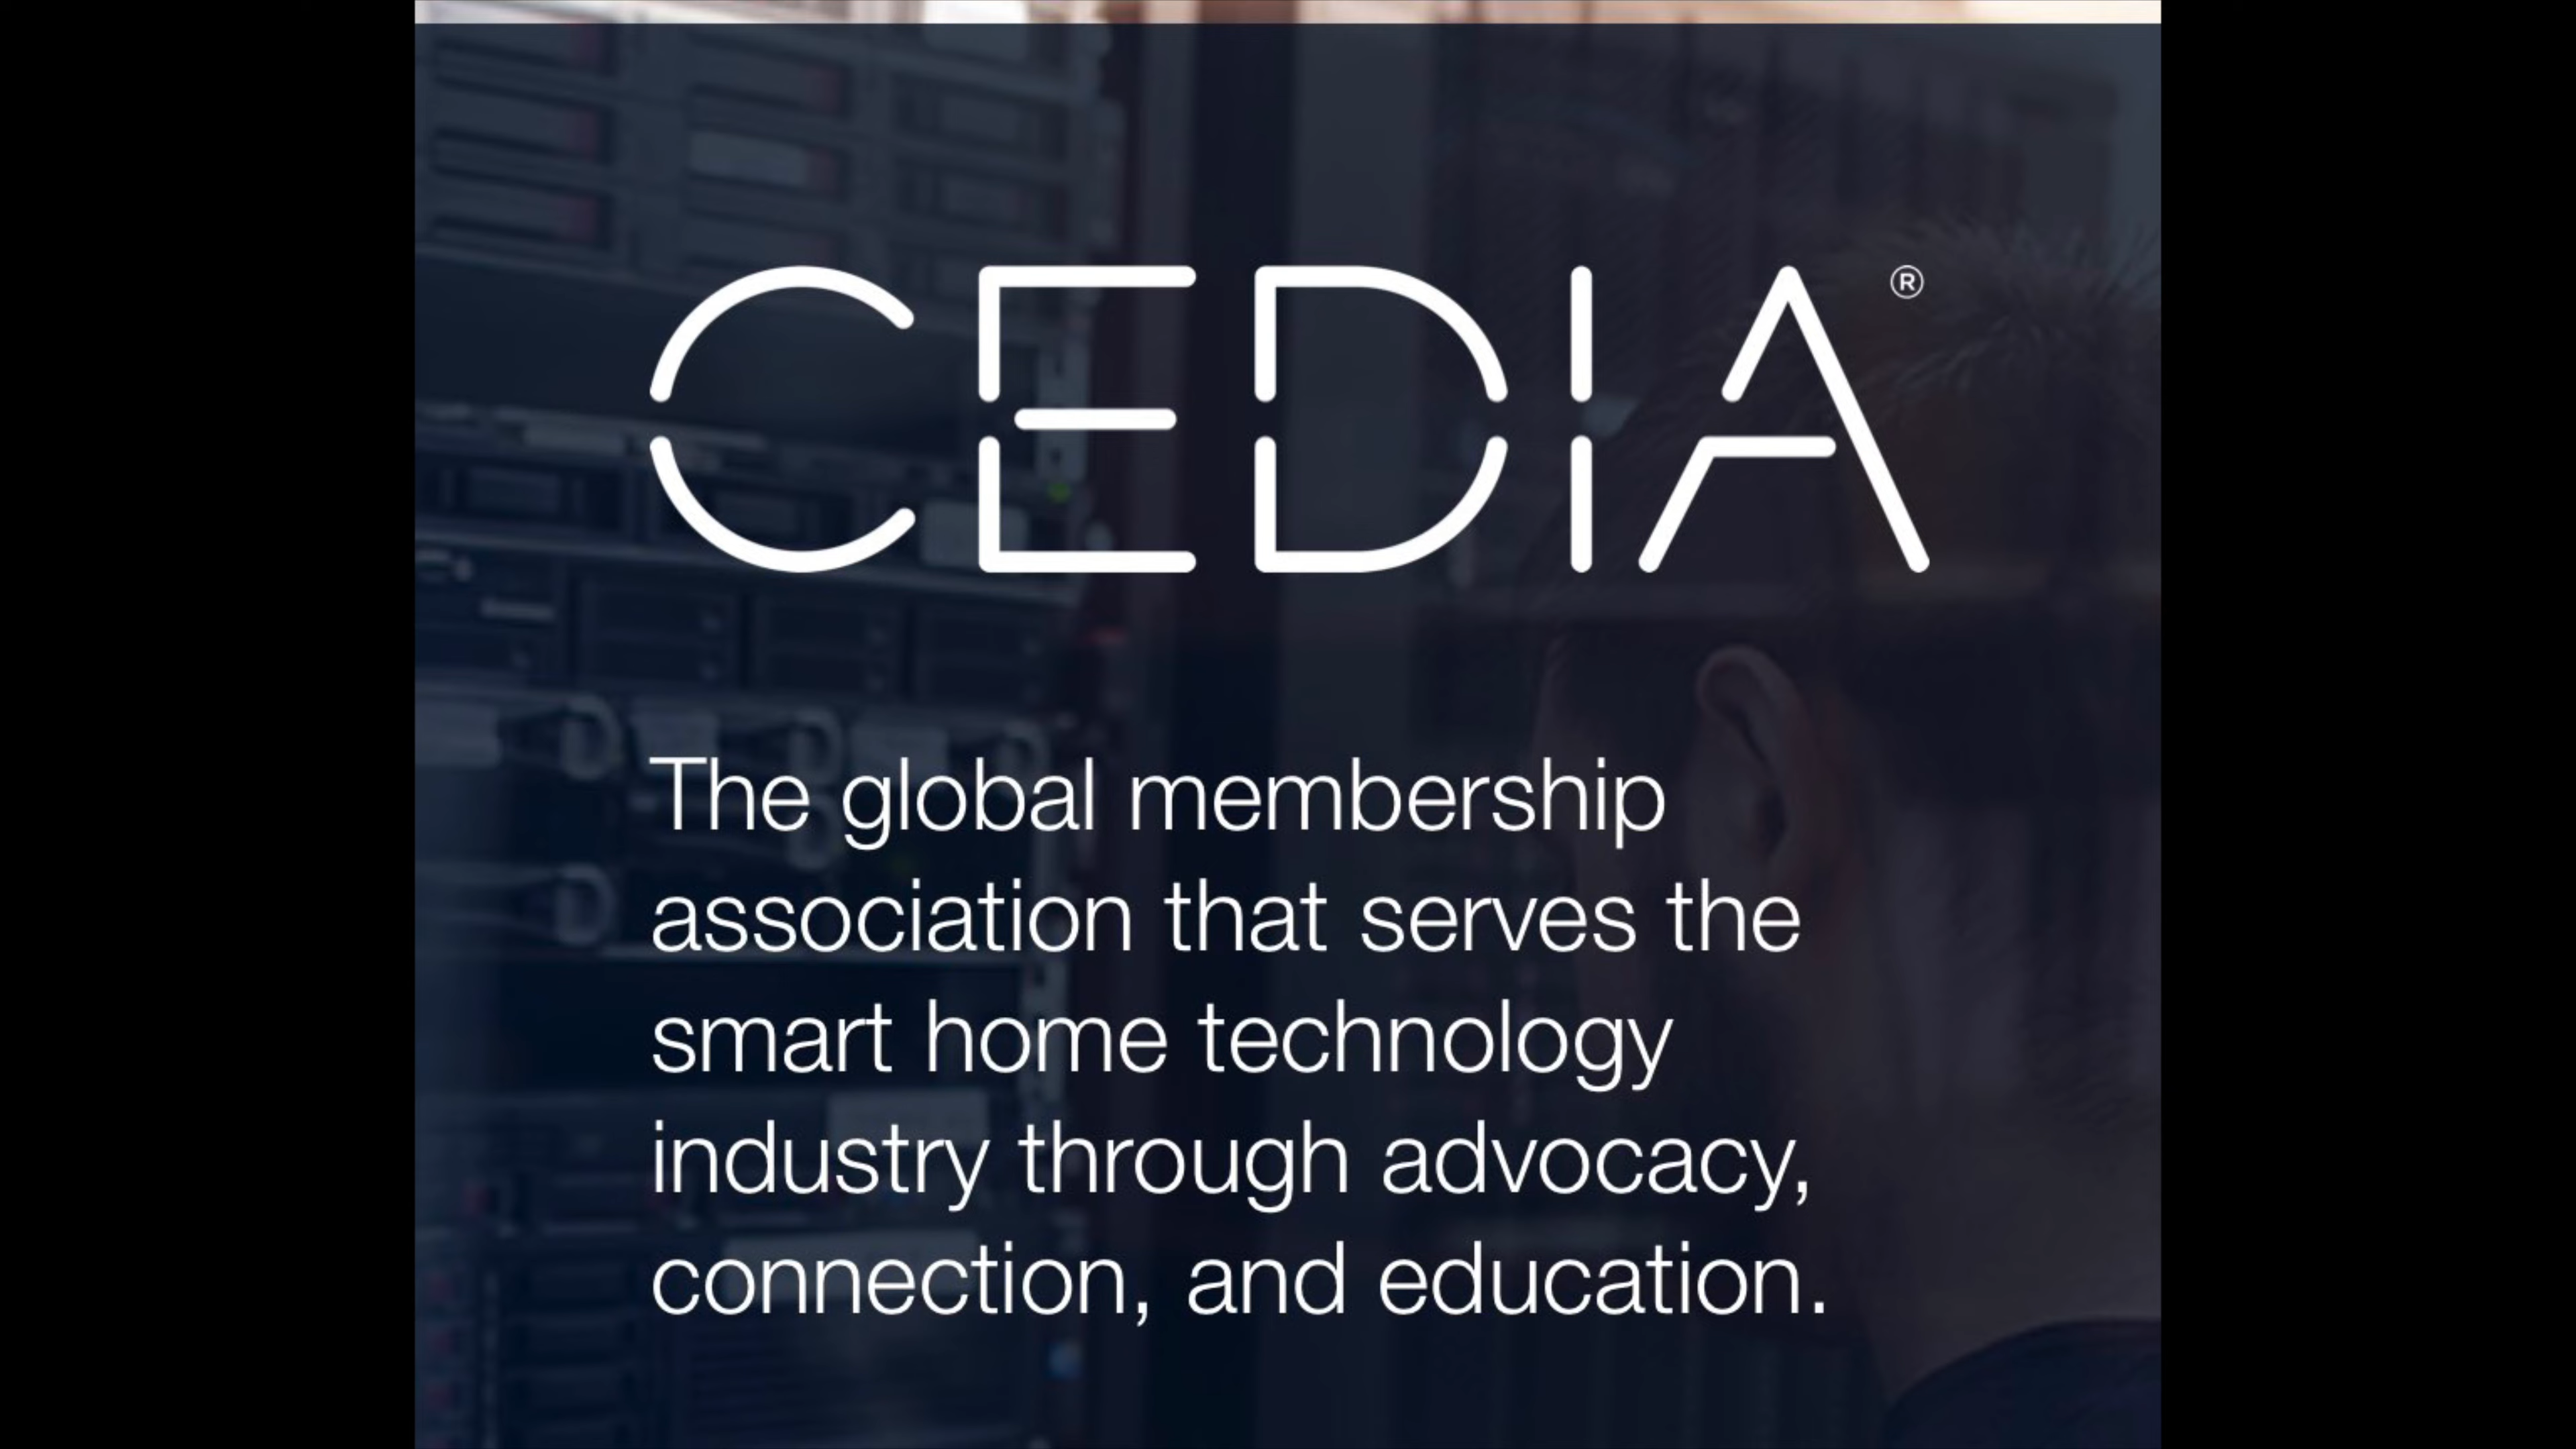 CEDIA®
The global membership
association that serves the
smart home technology
industry through advocacy,
connection, and education.